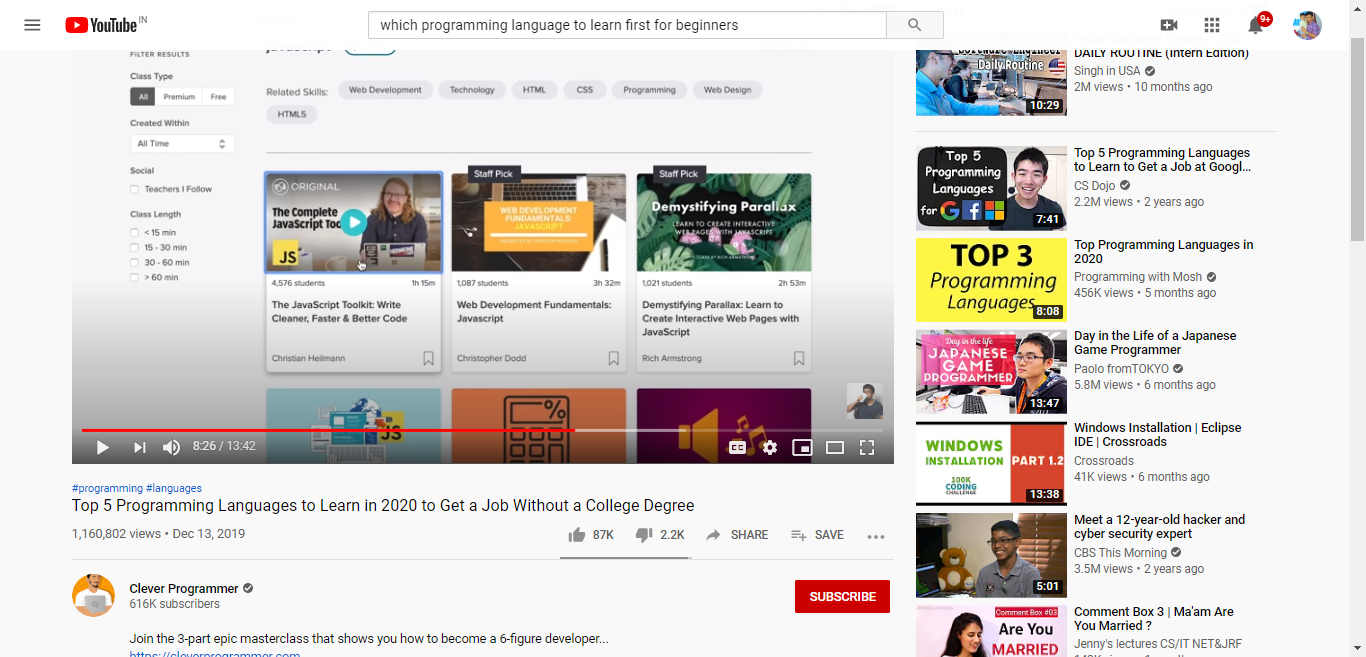 YouTube IN
which programming language to learn first for beginners
9+
FILTER RESULTS
Class Type
All Premium Free
Created Within
All Time
Social
Teachers I Follow
Class Length
< 15 min
15 - 30 min
30 - 60 min
> 60 min
Related Skills: Web Development Technology HTML CSS Programming Web Design
HTML5
ORIGINAL
The Complete
JavaScript Too
JS
4,576 students 1h 15m
The JavaScript Toolkit: Write
Cleaner, Faster & Better Code
Christian Heilmann
Staff Pick
WEB DEVELOPMENT
FUNDAMENTALS:
JAVASCRIPT
1,087 students 3h 32m
Web Development Fundamentals:
Javascript
Christopher Dodd
Staff Pick
Demystifying Parallax
LEARN TO CREATE INTERACTIVE
WEB PAGES WITH JAVASCRIPT
A CLASS BY RICH ARMSTRONG
1,021 students 2h 53m
Demystifying Parallax: Learn to
Create Interactive Web Pages with
JavaScript
Rich Armstrong
JS
8:26 / 13:42
CC
#programming #languages
Top 5 Programming Languages to Learn in 2020 to Get a Job Without a College Degree
1,160,802 views • Dec 13, 2019
87K 2.2K SHARE SAVE
Clever Programmer
616K subscribers
SUBSCRIBE
Join the 3-part epic masterclass that shows you how to become a 6-figure developer...
https://cleverprogrammer.com
Daily Routine
10:29
DAILY ROUTINE (Intern Edition)
Singh in USA
2M views • 10 months ago
Top 5
Programming
Languages
for G f
7:41
Top 5 Programming Languages
to Learn to Get a Job at Googl...
CS Dojo
2.2M views • 2 years ago
TOP 3
Programming
Languages
8:08
Top Programming Languages in
2020
Programming with Mosh
456K views • 5 months ago
Day in the life
JAPANESE
GAME
PROGRAMMER
13:47
Day in the Life of a Japanese
Game Programmer
Paolo fromTOKYO
5.8M views • 6 months ago
WINDOWS
INSTALLATION
PART 1.2
100K
CODING
CHALLENGE
13:38
Windows Installation | Eclipse
IDE | Crossroads
Crossroads
41K views • 6 months ago
5:01
Meet a 12-year-old hacker and
cyber security expert
CBS This Morning
3.5M views • 2 years ago
Jenny's Lectures
Comment Box #03
Are You
MARRIED
Comment Box 3 | Ma'am Are
You Married ?
Jenny's lectures CS/IT NET&JRF